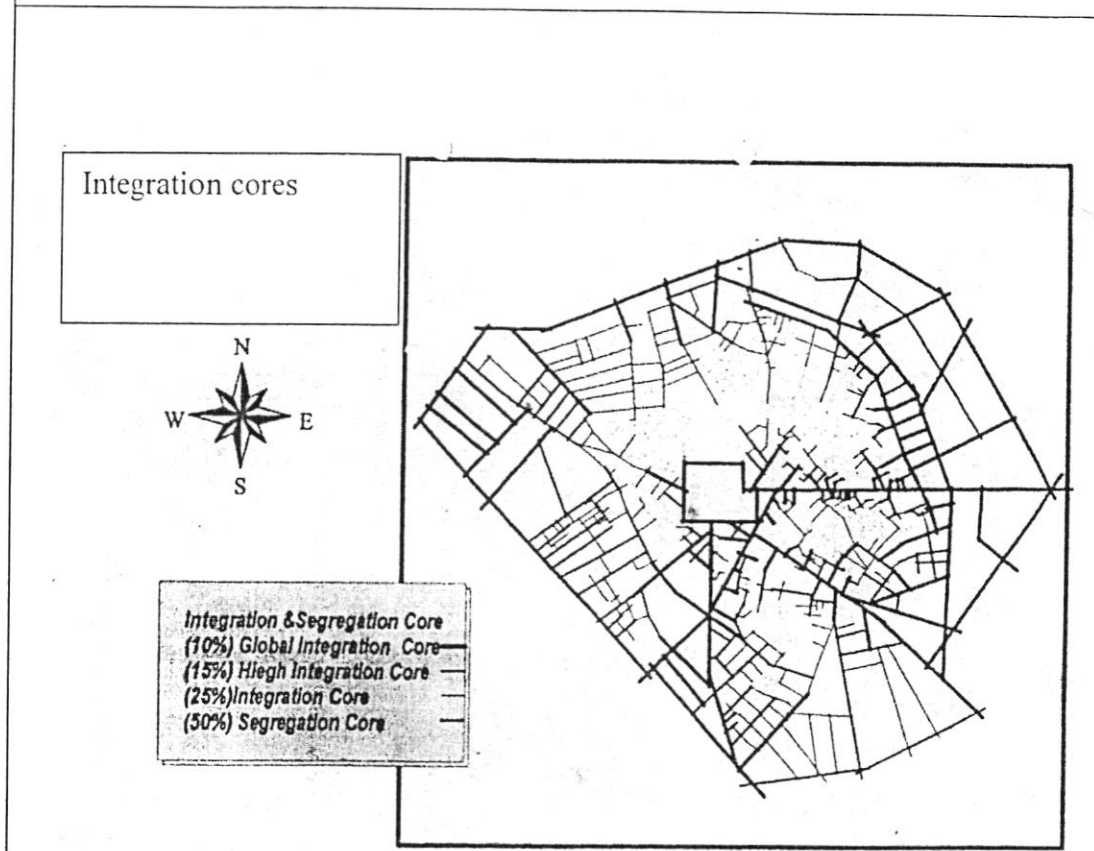 Integration cores
N
W E
S
Integration &Segregation Core
(10%) Global Integration Core
(15%) Hiegh Integration Core
(25%)Integration Core
(50%) Segregation Core